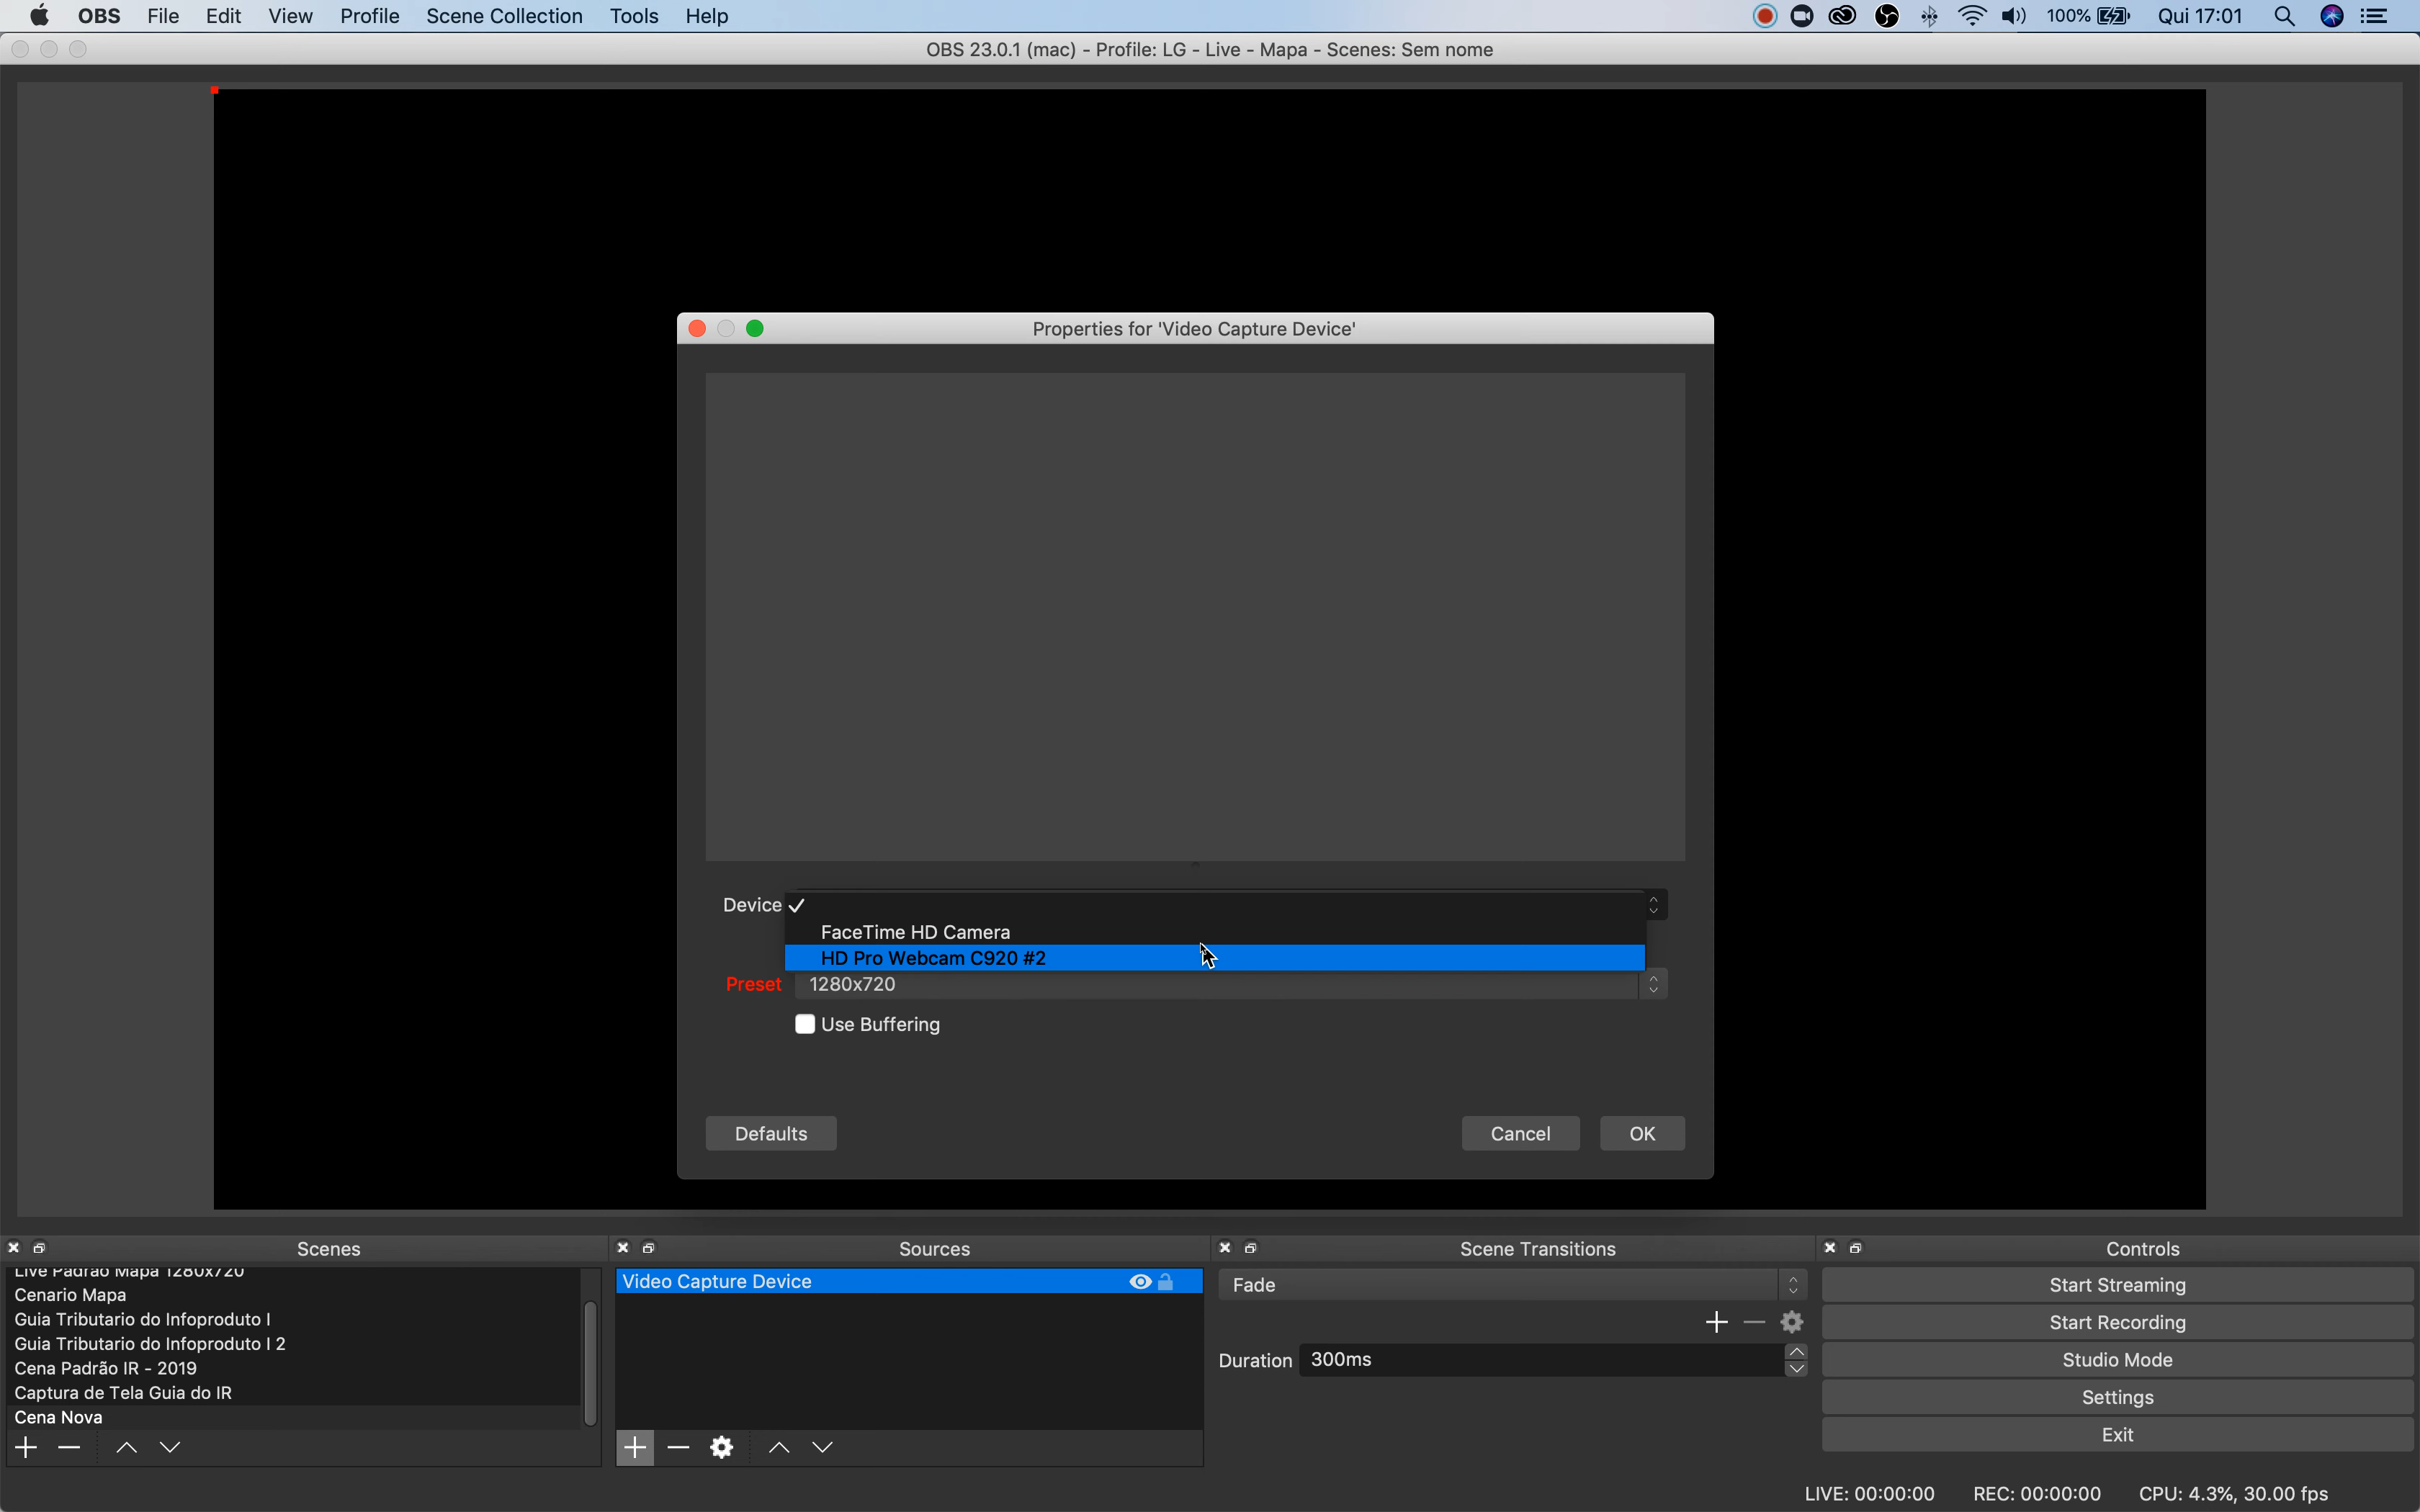 OBS File Edit View Profile Scene Collection Tools Help 100% Qui 17:01
OBS 23.0.1 (mac) - Profile: LG - Live - Mapa - Scenes: Sem nome
Properties for 'Video Capture Device'
Device
FaceTime HD Camera
HD Pro Webcam C920 #2
Preset 1280x720
Use Buffering
Defaults Cancel OK
Scenes
Live Padrão Mapa 1280x720
Cenario Mapa
Guia Tributario do Infoproduto I
Guia Tributario do Infoproduto I 2
Cena Padrão IR - 2019
Captura de Tela Guia do IR
Cena Nova
Sources
Video Capture Device
Scene Transitions
Fade
Duration 300ms
Controls
Start Streaming
Start Recording
Studio Mode
Settings
Exit
LIVE: 00:00:00 REC: 00:00:00 CPU: 4.3%, 30.00 fps